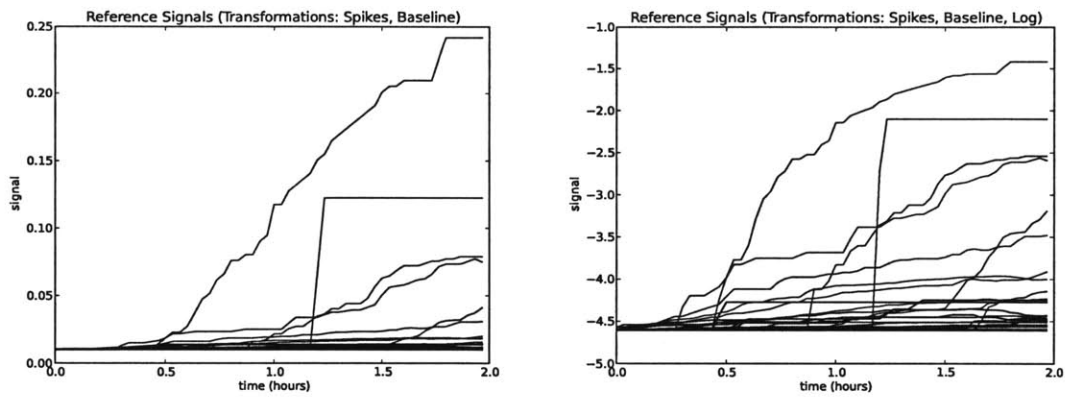 Reference Signals (Transformations: Spikes, Baseline)
0.25
0.20
0.15
0.10
0.05
0.00
signal
0.0 0.5 1.0 1.5 2.0
time (hours)
Reference Signals (Transformations: Spikes, Baseline, Log)
−1.0
−1.5
−2.0
−2.5
−3.0
−3.5
−4.0
−4.5
−5.0
signal
0.0 0.5 1.0 1.5 2.0
time (hours)